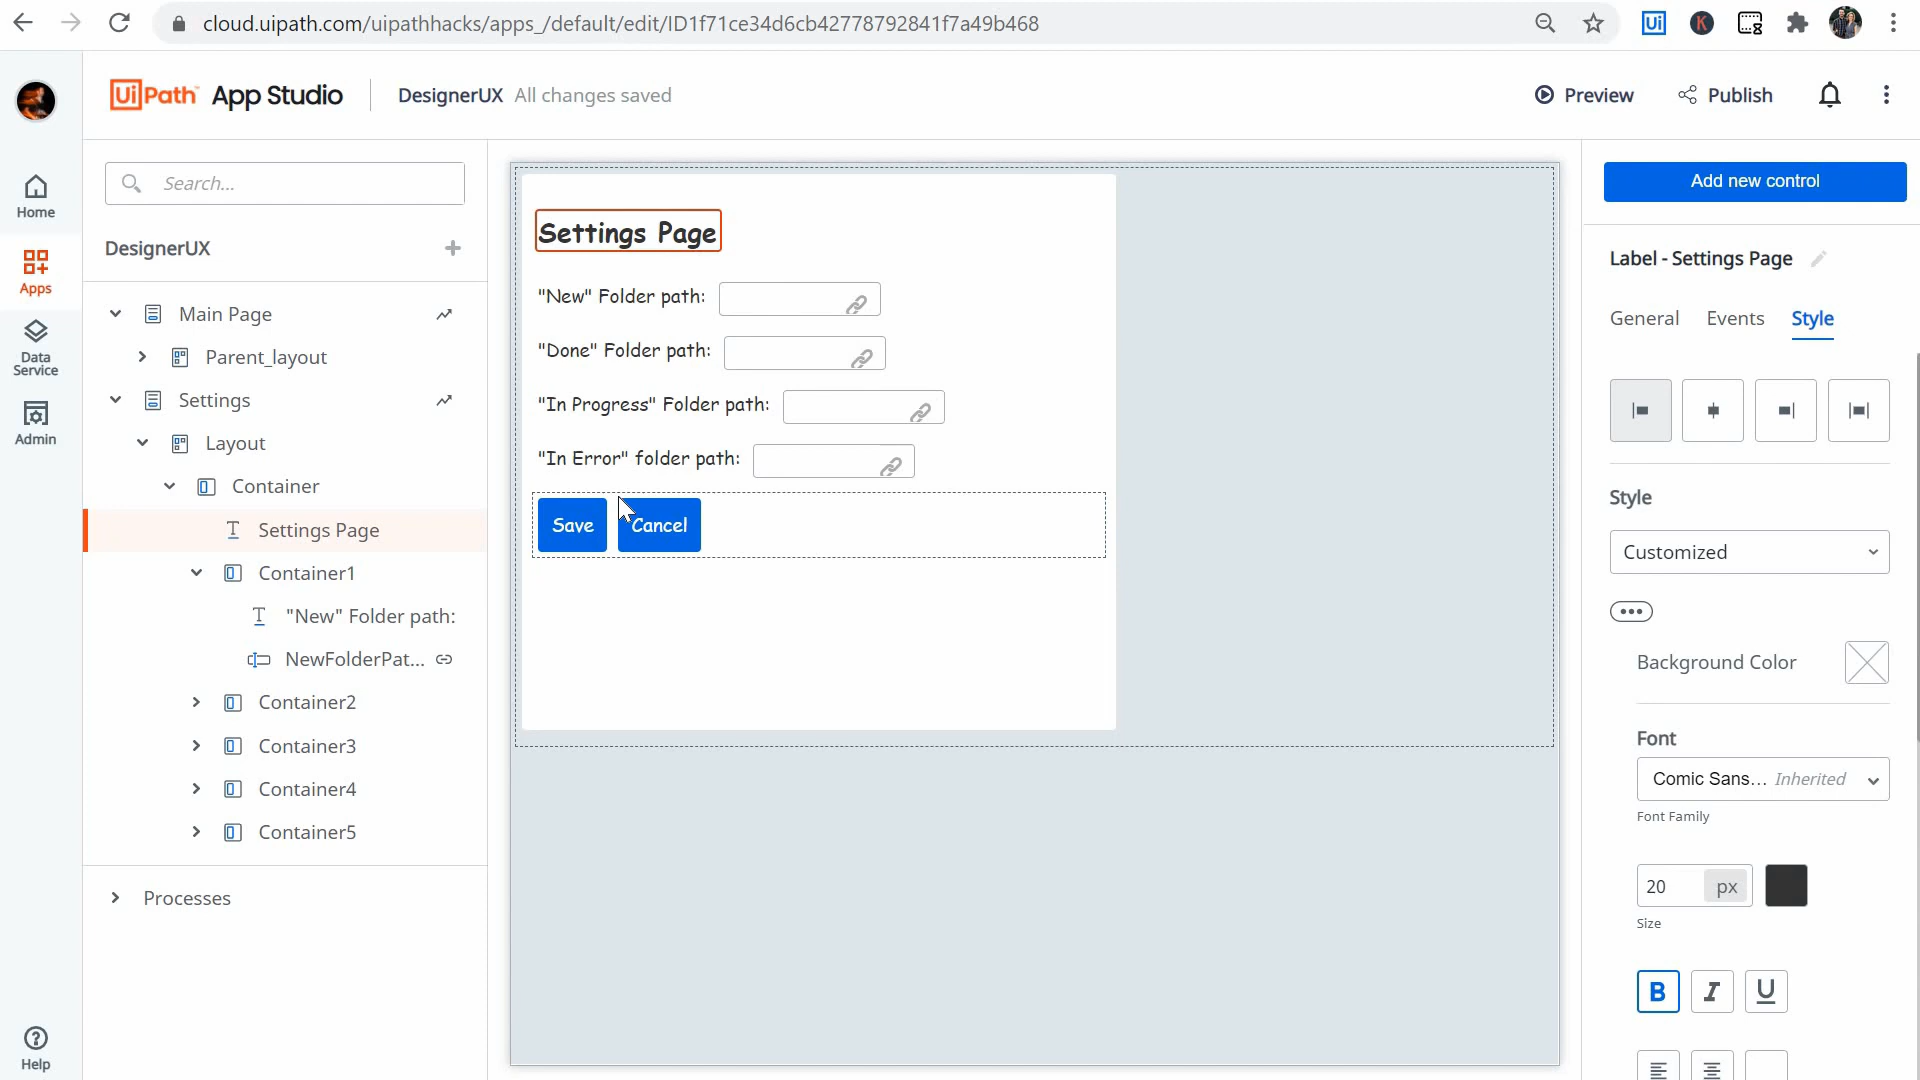 cloud.uipath.com/uipathhacks/apps_/default/edit/ID1f71ce34d6cb42778792841f7a49b468
Ui
K
UiPath App Studio
DesignerUX All changes saved
Preview
Publish
Home
Apps
Data Service
Admin
Help
Search...
DesignerUX
Main Page
Parent_layout
Settings
Layout
Container
Settings Page
Container1
"New" Folder path:
NewFolderPat...
Container2
Container3
Container4
Container5
Processes
Settings Page
"New" Folder path:
"Done" Folder path:
"In Progress" Folder path:
"In Error" folder path:
Save Cancel
Add new control
Label - Settings Page
General Events Style
Style
Customized
Background Color
Font
Comic Sans... Inherited
Font Family
20 px
Size
B I U